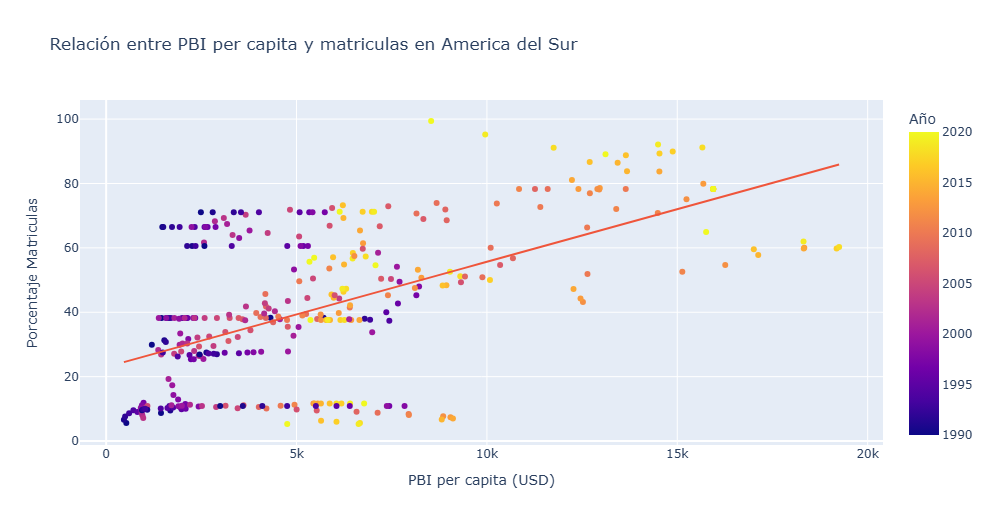 Relación entre PBI per capita y matriculas en America del Sur
Porcentaje Matriculas
100
80
60
40
20
0
0
5k
10k
15k
20k
PBI per capita (USD)
Año
2020
2015
2010
2005
2000
1995
1990